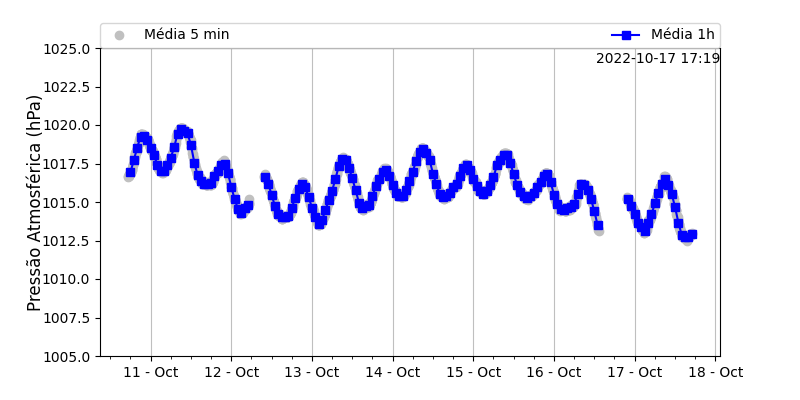 Média 5 min
Média 1h
2022-10-17 17:19
Pressão Atmosférica (hPa)
1025.0
1022.5
1020.0
1017.5
1015.0
1012.5
1010.0
1007.5
1005.0
11 - Oct
12 - Oct
13 - Oct
14 - Oct
15 - Oct
16 - Oct
17 - Oct
18 - Oct